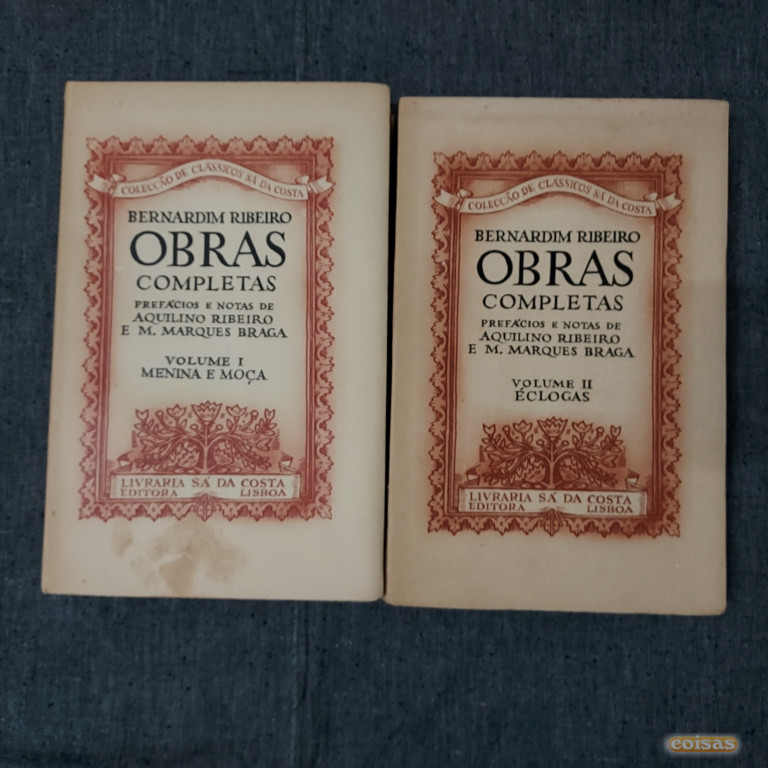 COLECÇÃO DE CLÁSSICOS SÁ DA COSTA
BERNARDIM RIBEIRO
OBRAS
COMPLETAS
PREFÁCIOS E NOTAS DE
AQUILINO RIBEIRO
E M. MARQUES BRAGA
VOLUME I
MENINA E MOÇA
LIVRARIA SÁ DA COSTA
EDITORA LISBOA
COLECÇÃO DE CLÁSSICOS SÁ DA COSTA
BERNARDIM RIBEIRO
OBRAS
COMPLETAS
PREFÁCIOS E NOTAS DE
AQUILINO RIBEIRO
E M. MARQUES BRAGA
VOLUME II
ÉCLOGAS
LIVRARIA SÁ DA COSTA
EDITORA LISBOA
coisas